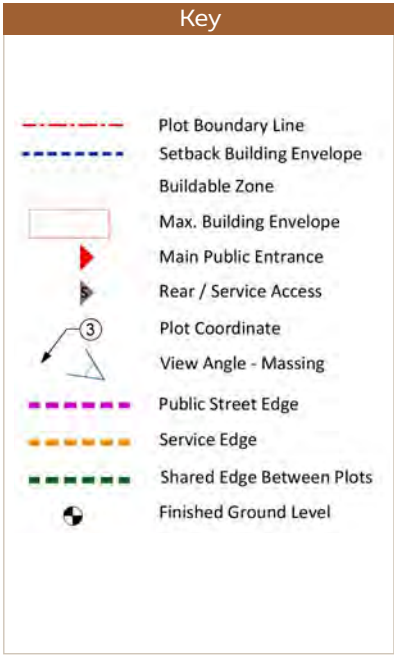 Key
Plot Boundary Line
Setback Building Envelope
Buildable Zone
Max. Building Envelope
Main Public Entrance
S Rear / Service Access
3 Plot Coordinate
View Angle - Massing
Public Street Edge
Service Edge
Shared Edge Between Plots
Finished Ground Level